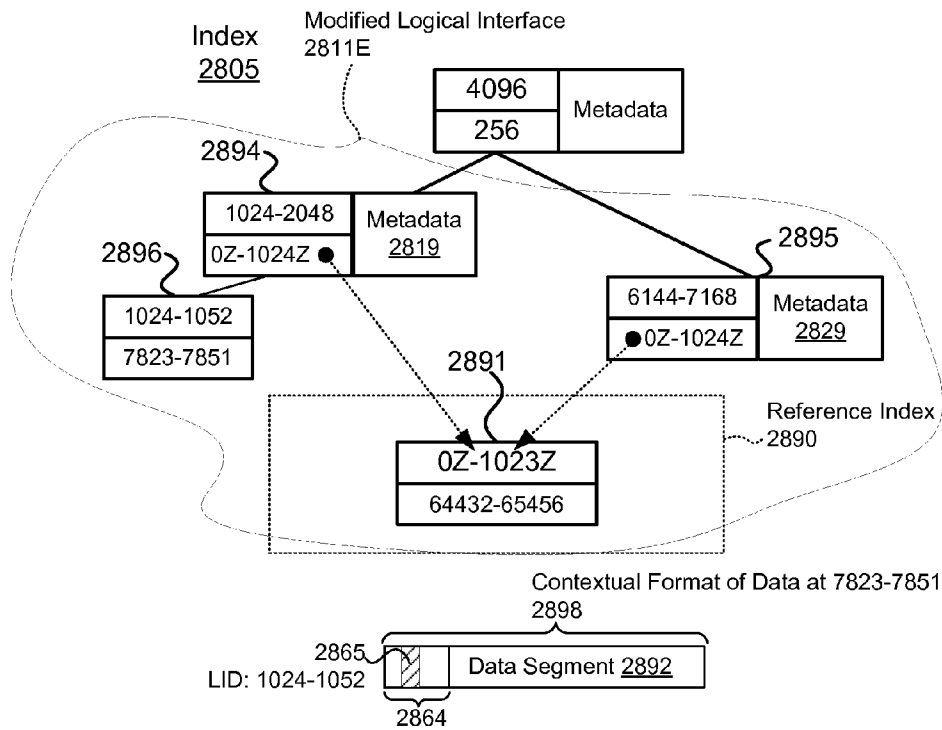 Modified Logical Interface
2811E
Index
2805
4096
256
Metadata
2894
1024-2048
0Z-1024Z
Metadata
2819
2896
1024-1052
7823-7851
2895
6144-7168
0Z-1024Z
Metadata
2829
2891
0Z-1023Z
64432-65456
Reference Index
2890
Contextual Format of Data at 7823-7851
2898
2865
LID: 1024-1052
Data Segment 2892
2864